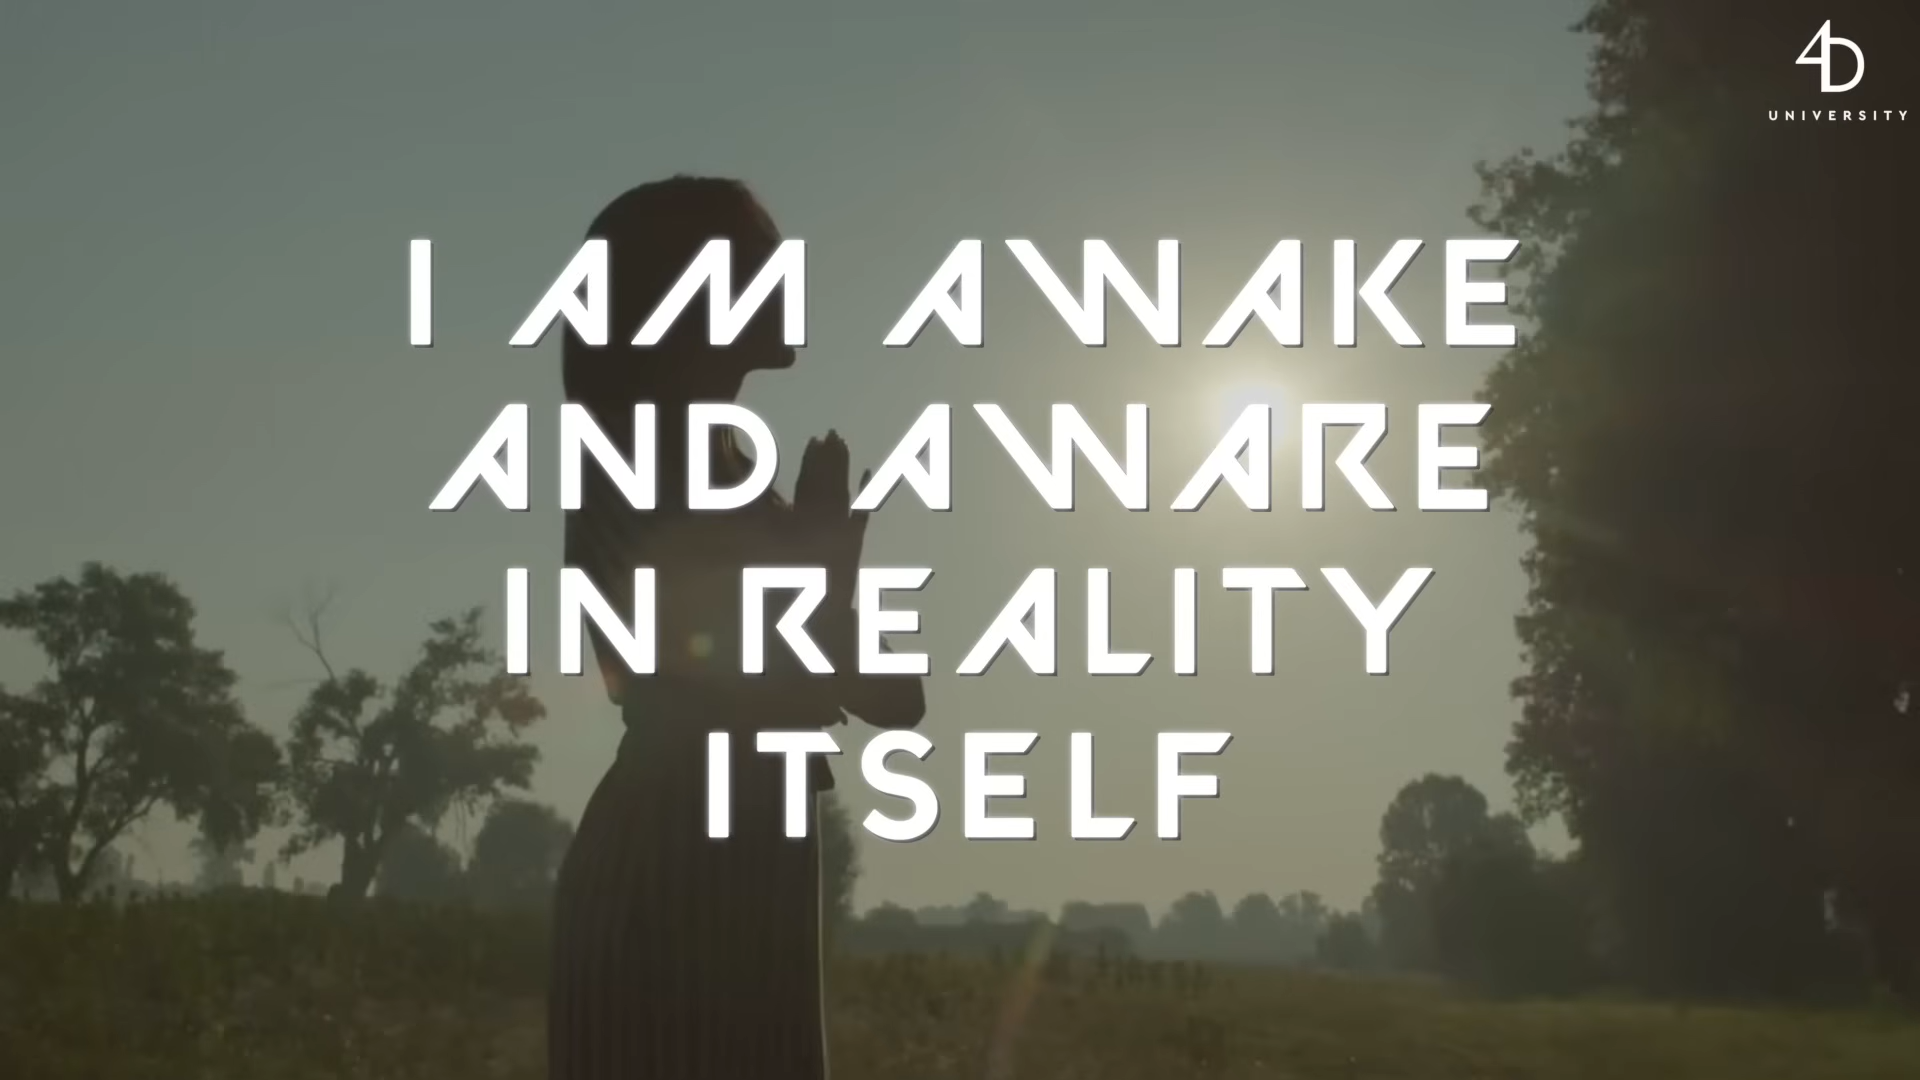 4D
UNIVERSITY
I AM AWAKE
AND AWARE
IN REALITY
ITSELF